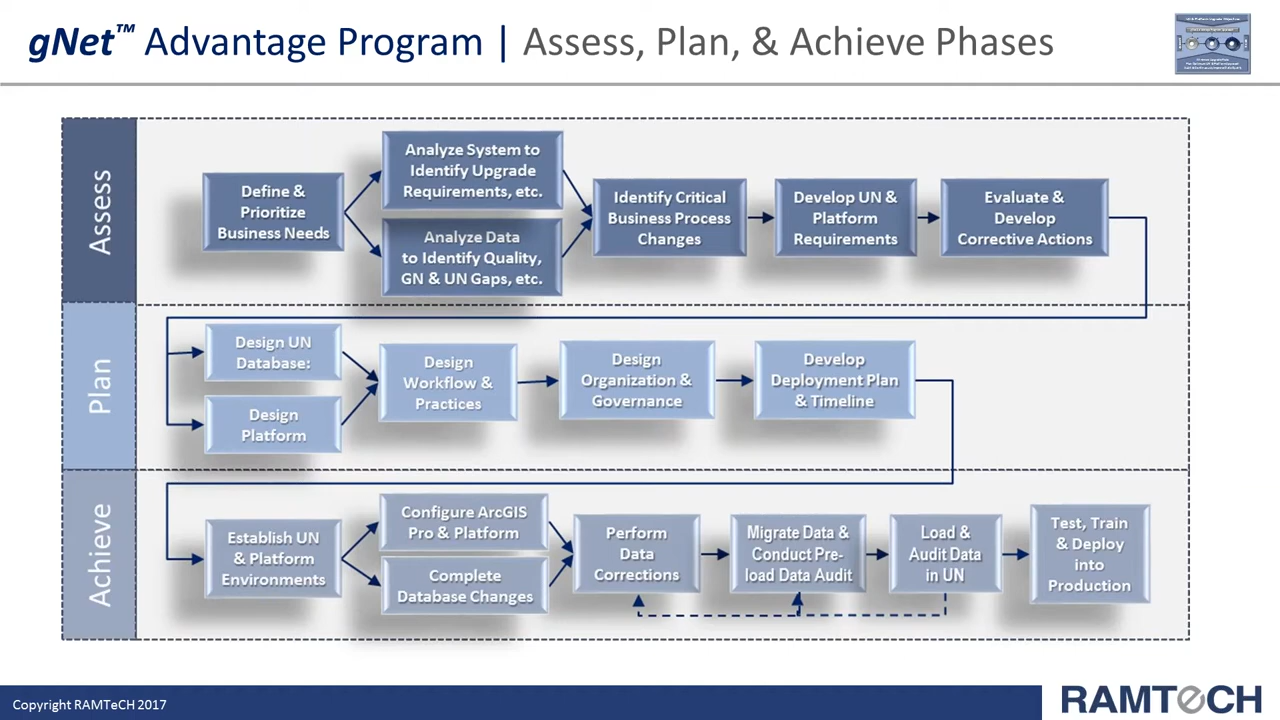 gNet™ Advantage Program | Assess, Plan, & Achieve Phases
Assess
Define &
Prioritize
Business Needs
Analyze System to
Identify Upgrade
Requirements, etc.
Analyze Data
to Identify Quality,
GN & UN Gaps, etc.
Identify Critical
Business Process
Changes
Develop UN &
Platform
Requirements
Evaluate &
Develop
Corrective Actions
Plan
Design UN
Database:
Design
Platform
Design
Workflow &
Practices
Design
Organization &
Governance
Develop
Deployment Plan
& Timeline
Achieve
Establish UN
& Platform
Environments
Configure ArcGIS
Pro & Platform
Complete
Database Changes
Perform
Data
Corrections
Migrate Data &
Conduct Pre-
load Data Audit
Load &
Audit Data
in UN
Test, Train
& Deploy
into
Production
Copyright RAMTeCH 2017
RAMTeCH